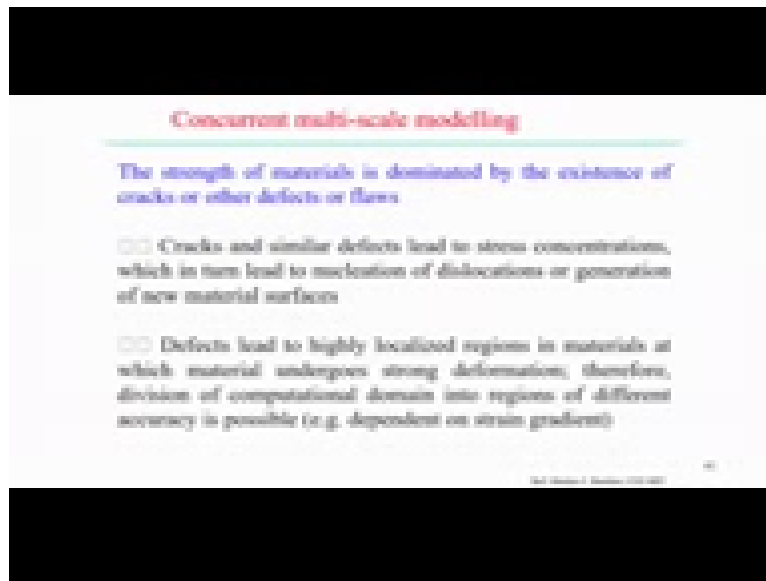 Concurrent multi-scale modelling
The strength of materials is dominated by the existence of
cracks or other defects or flaws
Cracks and similar defects lead to stress concentrations,
which in turn lead to nucleation of dislocations or generation
of new material surfaces
Defects lead to highly localized regions in materials at
which material undergoes strong deformation; therefore,
division of computational domain into regions of different
accuracy is possible (e.g. dependent on strain gradient)